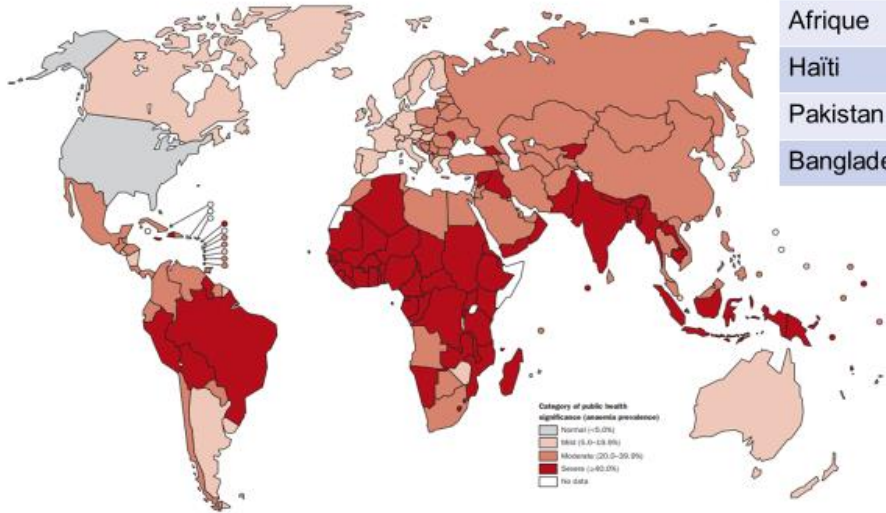 Afrique
Haïti
Pakistan
Banglade
Category of public health
significance (anaemia prevalence)
Normal (<5.0%)
Mild (5.0–19.9%)
Moderate (20.0–39.9%)
Severe (≥40.0%)
No data